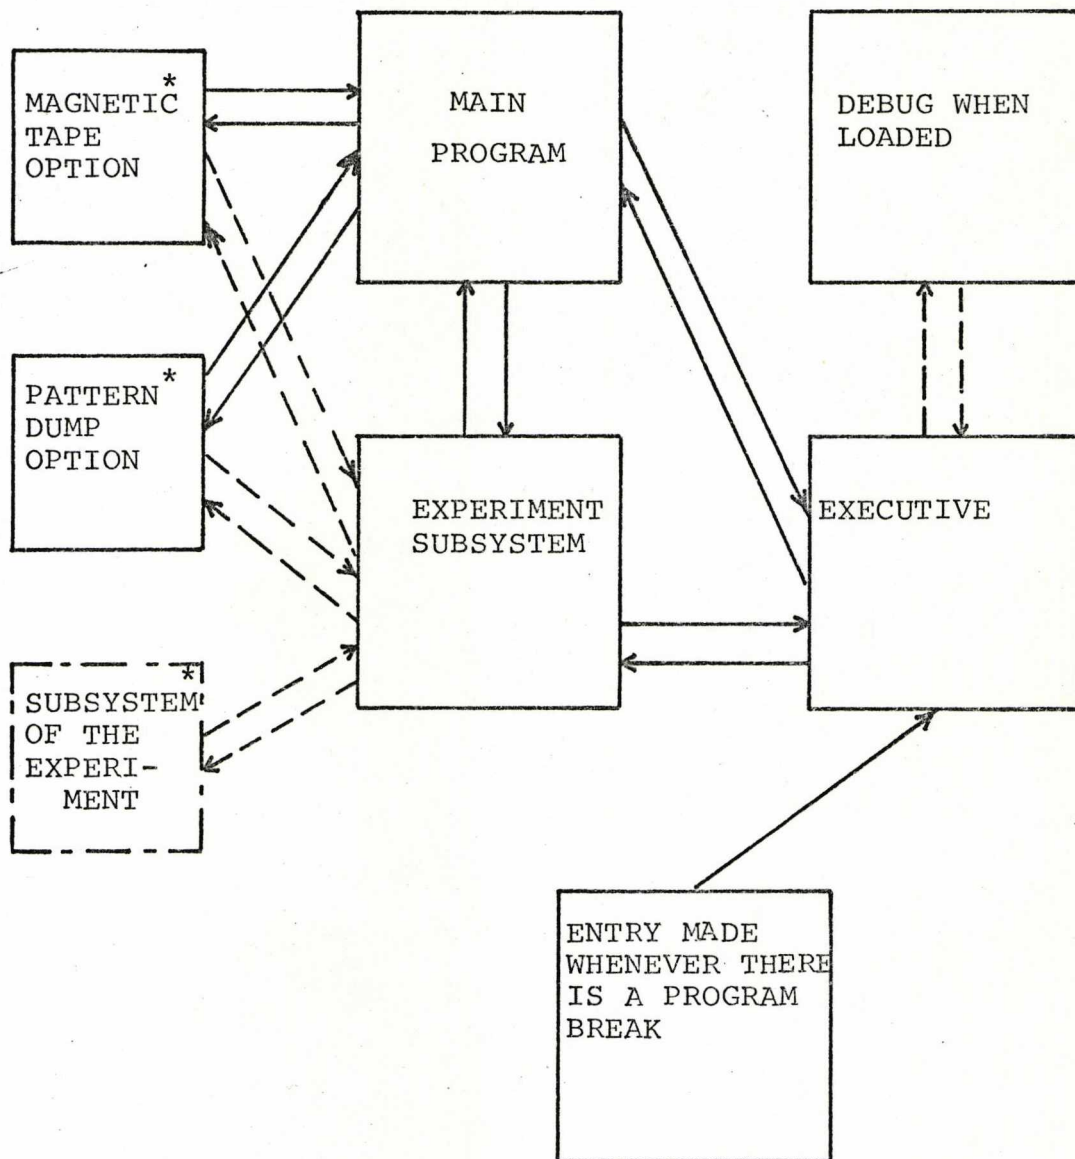 MAGNETIC*
TAPE
OPTION
MAIN
PROGRAM
DEBUG WHEN
LOADED
PATTERN*
DUMP
OPTION
EXPERIMENT
SUBSYSTEM
EXECUTIVE
SUBSYSTEM*
OF THE
EXPERI-
MENT
ENTRY MADE
WHENEVER THERE
IS A PROGRAM
BREAK